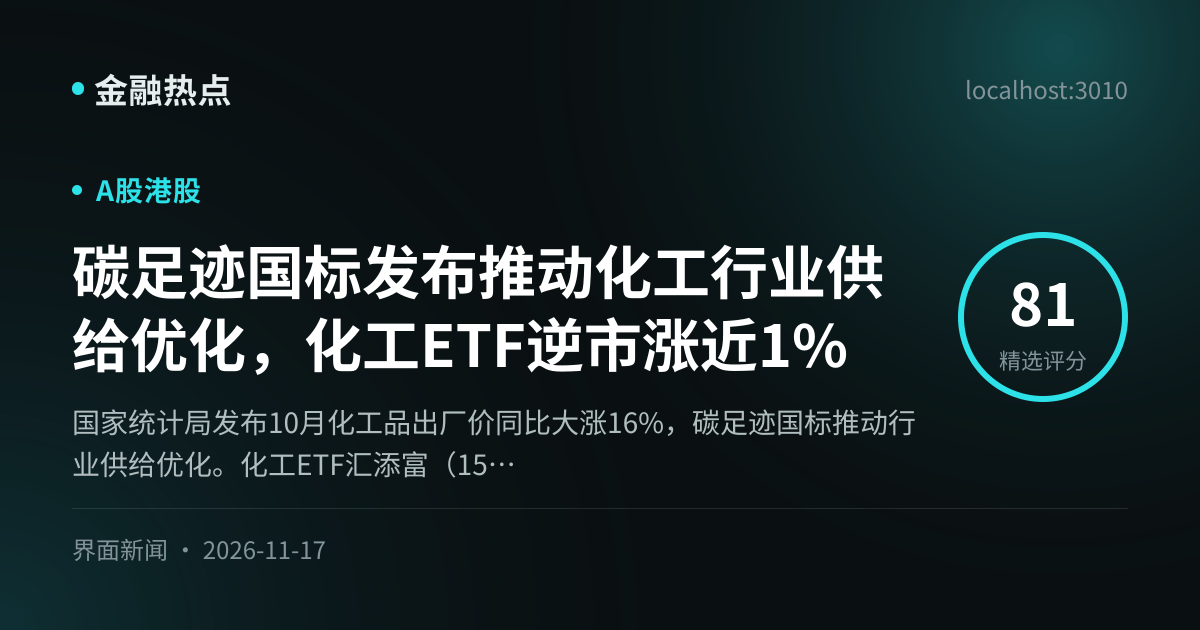 金融热点
localhost:3010
A股港股
碳足迹国标发布推动化工行业供
给优化，化工ETF逆市涨近1%
81
精选评分
国家统计局发布10月化工品出厂价同比大涨16%，碳足迹国标推动行
业供给优化。化工ETF汇添富（15…
界面新闻 · 2026-11-17